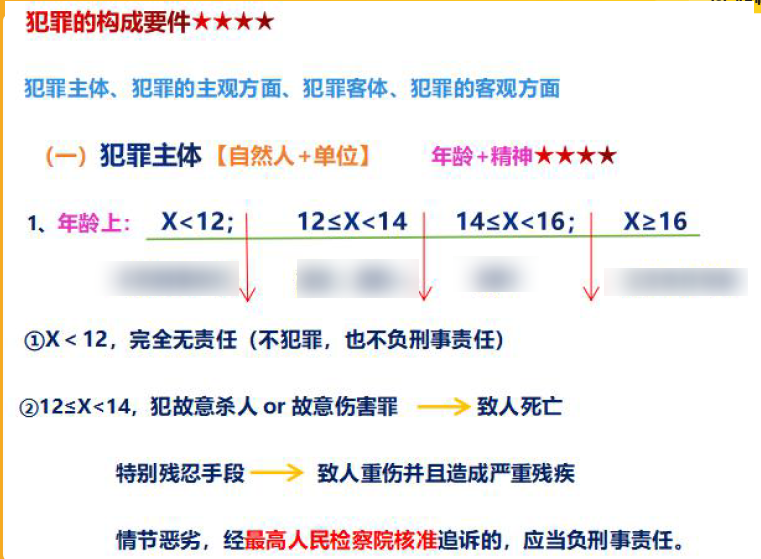 犯罪的构成要件★★★★
犯罪主体、犯罪的主观方面、犯罪客体、犯罪的客观方面
（一）犯罪主体【自然人+单位】 年龄+精神★★★★
1、年龄上： X<12; 12≤X<14 14≤X<16; X≥16
①X < 12，完全无责任（不犯罪，也不负刑事责任）
②12≤X<14，犯故意杀人 or 故意伤害罪 → 致人死亡
特别残忍手段 → 致人重伤并且造成严重残疾
情节恶劣，经最高人民检察院核准追诉的，应当负刑事责任。